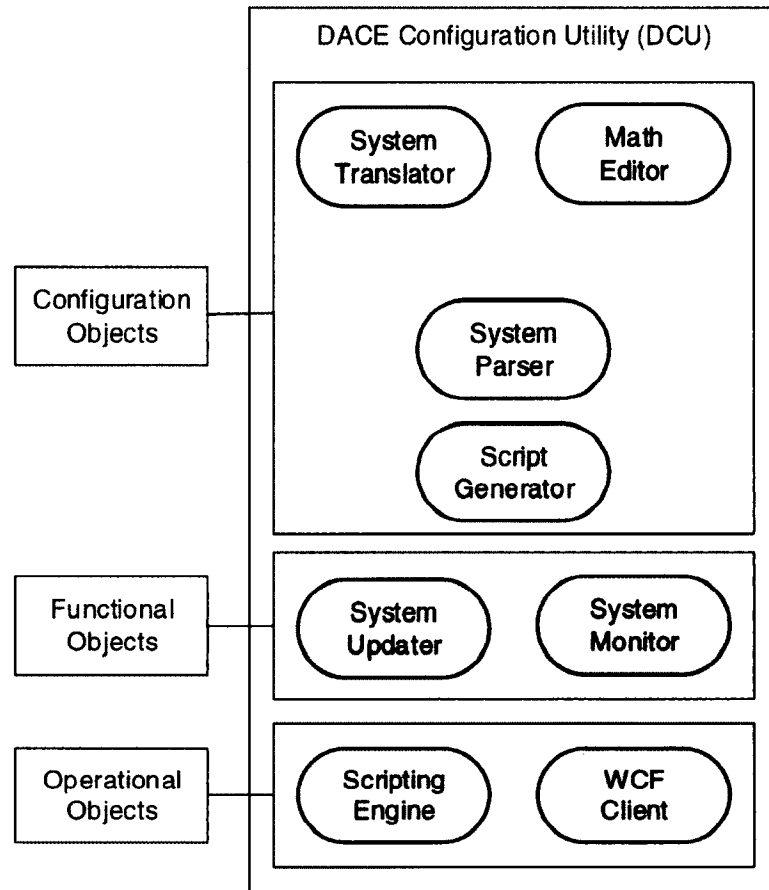 DACE Configuration Utility (DCU)
System
Translator
Math
Editor
Configuration
Objects
System
Parser
Script
Generator
Functional
Objects
System
Updater
System
Monitor
Operational
Objects
Scripting
Engine
WCF
Client